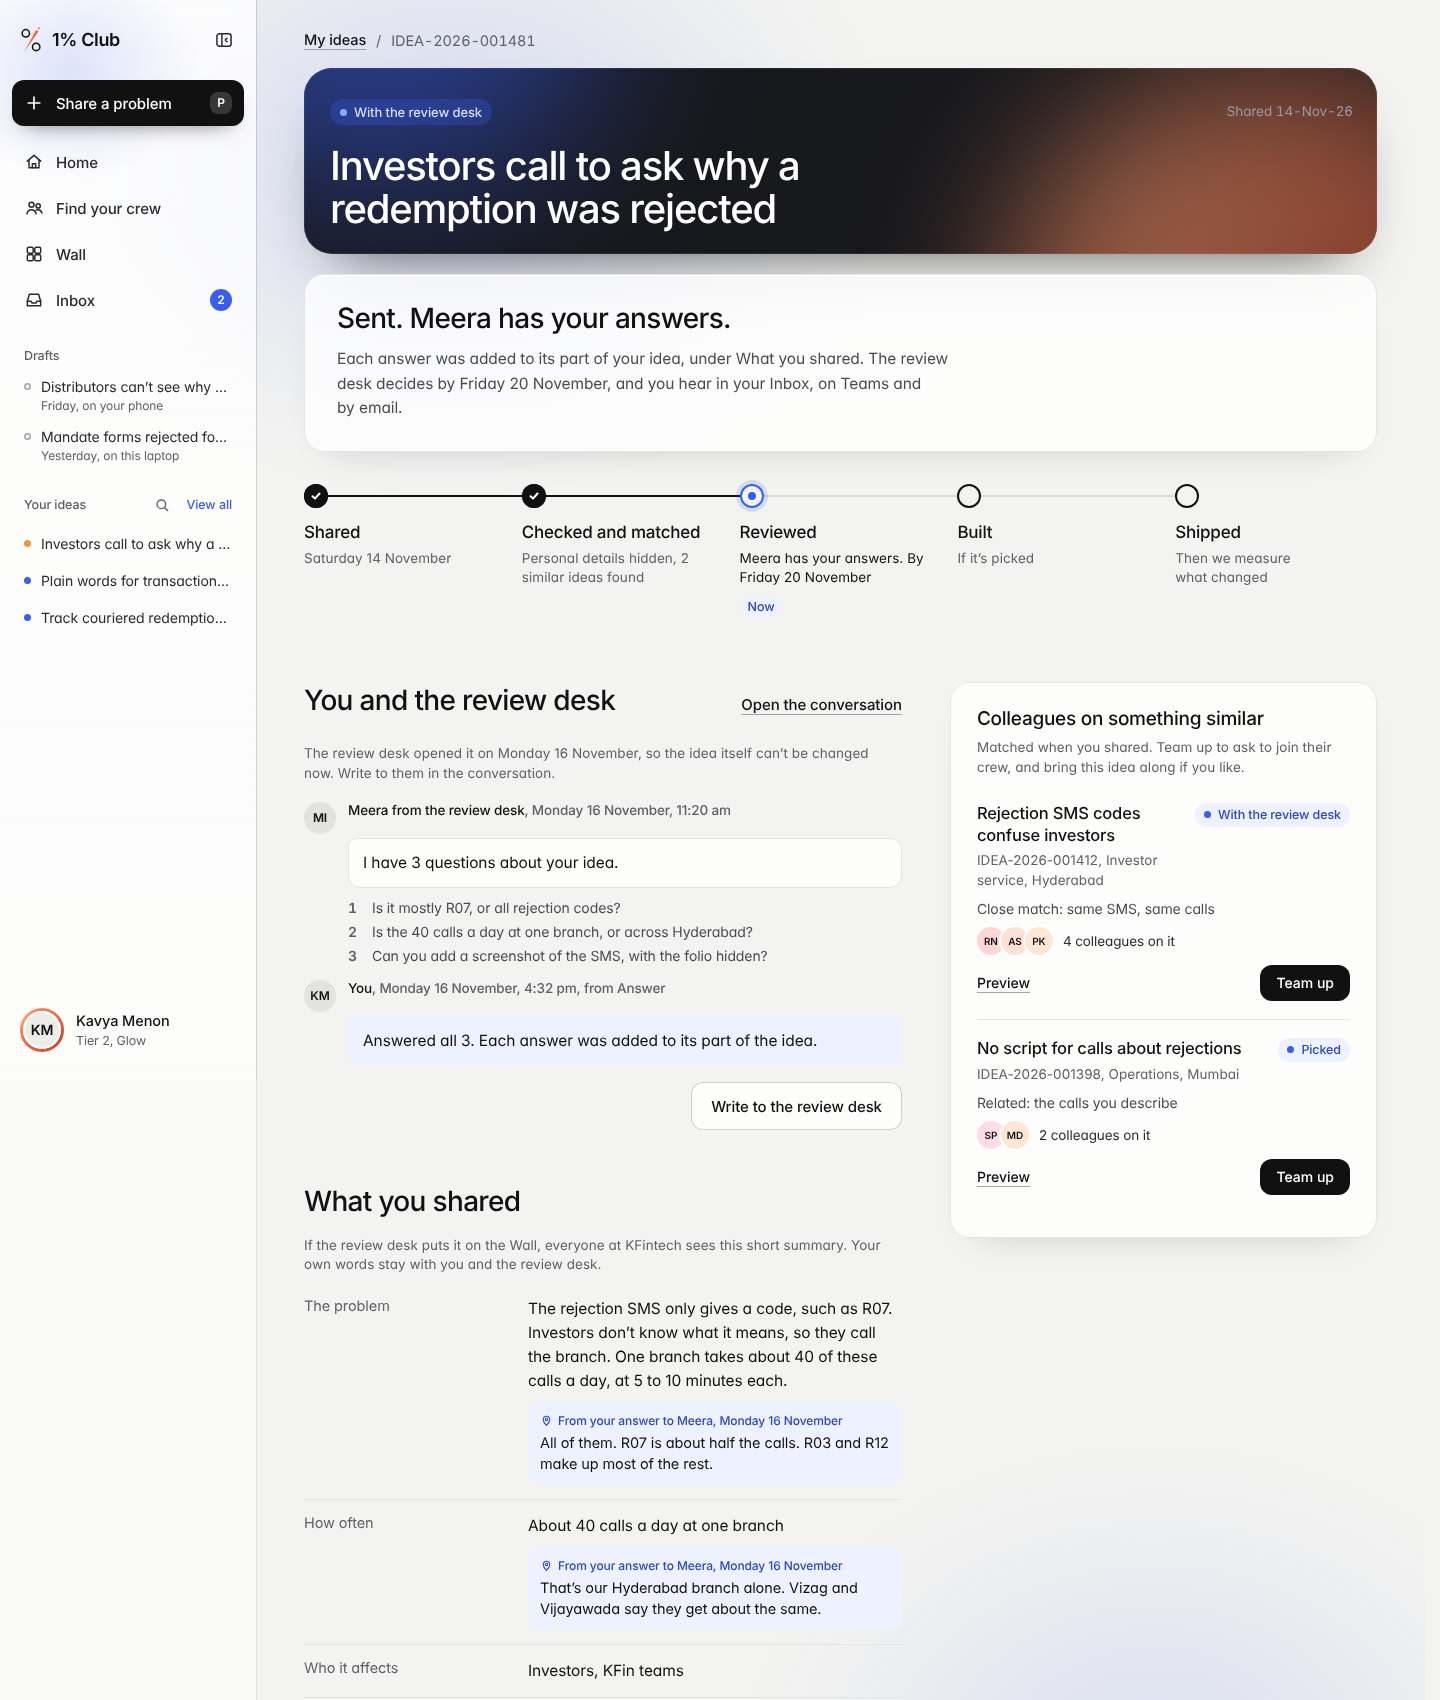 1% Club
Share a problem
P
Home
Find your crew
Wall
Inbox
2
Drafts
Distributors can’t see why ...
Friday, on your phone
Mandate forms rejected fo...
Yesterday, on this laptop
Your ideas
View all
Investors call to ask why a ...
Plain words for transaction...
Track couriered redemptio...
KM
Kavya Menon
Tier 2, Glow
My ideas / IDEA-2026-001481
With the review desk
Shared 14-Nov-26
Investors call to ask why a
redemption was rejected
Sent. Meera has your answers.
Each answer was added to its part of your idea, under What you shared. The review
desk decides by Friday 20 November, and you hear in your Inbox, on Teams and
by email.
Shared
Saturday 14 November
Checked and matched
Personal details hidden, 2
similar ideas found
Reviewed
Meera has your answers. By
Friday 20 November
Now
Built
If it’s picked
Shipped
Then we measure
what changed
You and the review desk
Open the conversation
The review desk opened it on Monday 16 November, so the idea itself can’t be changed
now. Write to them in the conversation.
MI
Meera from the review desk, Monday 16 November, 11:20 am
I have 3 questions about your idea.
1 Is it mostly R07, or all rejection codes?
2 Is the 40 calls a day at one branch, or across Hyderabad?
3 Can you add a screenshot of the SMS, with the folio hidden?
KM
You, Monday 16 November, 4:32 pm, from Answer
Answered all 3. Each answer was added to its part of the idea.
Write to the review desk
What you shared
If the review desk puts it on the Wall, everyone at KFintech sees this short summary. Your
own words stay with you and the review desk.
The problem
The rejection SMS only gives a code, such as R07.
Investors don’t know what it means, so they call
the branch. One branch takes about 40 of these
calls a day, at 5 to 10 minutes each.
From your answer to Meera, Monday 16 November
All of them. R07 is about half the calls. R03 and R12
make up most of the rest.
How often
About 40 calls a day at one branch
From your answer to Meera, Monday 16 November
That’s our Hyderabad branch alone. Vizag and
Vijayawada say they get about the same.
Who it affects
Investors, KFin teams
Colleagues on something similar
Matched when you shared. Team up to ask to join their
crew, and bring this idea along if you like.
Rejection SMS codes
confuse investors
With the review desk
IDEA-2026-001412, Investor
service, Hyderabad
Close match: same SMS, same calls
RN AS PK 4 colleagues on it
Preview
Team up
No script for calls about rejections
Picked
IDEA-2026-001398, Operations, Mumbai
Related: the calls you describe
SP MD 2 colleagues on it
Preview
Team up